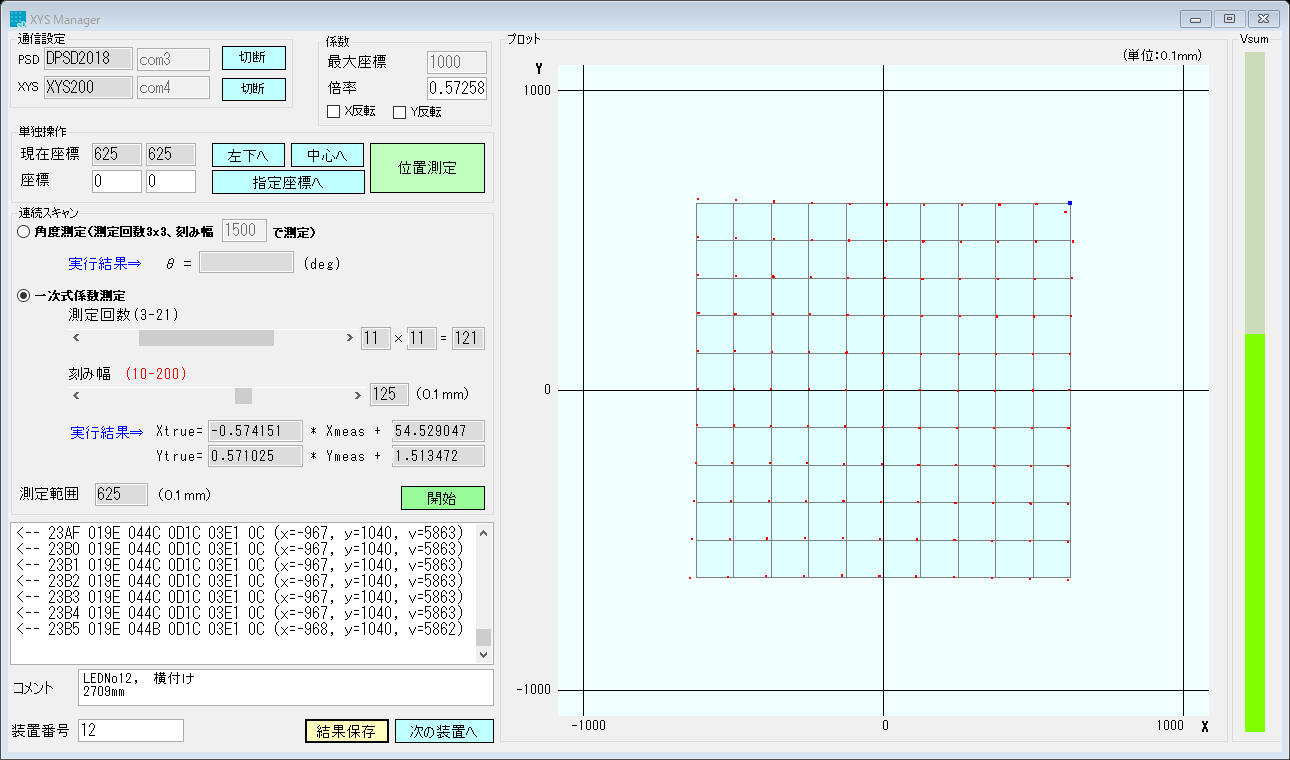 XYS Manager
通信設定
PSD DPSD2018 com3 切断
XYS XYS200 com4 切断
係数
最大座標 1000
倍率 0.57258
X反転 Y反転
単独操作
現在座標 625 625 左下へ 中心へ 位置測定
座標 0 0 指定座標へ
連続スキャン
角度測定(測定回数3x3、刻み幅 1500 で測定)
実行結果⇒ θ = (deg)
一次式係数測定
測定回数(3-21)
< > 11 × 11 = 121
刻み幅 (10-200)
< > 125 (0.1mm)
実行結果⇒ Xtrue= -0.574151 * Xmeas + 54.529047
Ytrue= 0.571025 * Ymeas + 1.513472
測定範囲 625 (0.1mm) 開始
<-- 23AF 019E 044C 0D1C 03E1 0C (x=-967, y=1040, v=5863)
<-- 23B0 019E 044C 0D1C 03E1 0C (x=-967, y=1040, v=5863)
<-- 23B1 019E 044C 0D1C 03E1 0C (x=-967, y=1040, v=5863)
<-- 23B2 019E 044C 0D1C 03E1 0C (x=-967, y=1040, v=5863)
<-- 23B3 019E 044C 0D1C 03E1 0C (x=-967, y=1040, v=5863)
<-- 23B4 019E 044C 0D1C 03E1 0C (x=-967, y=1040, v=5863)
<-- 23B5 019E 044B 0D1C 03E1 0C (x=-968, y=1040, v=5862)
コメント
LEDNo12, 横付け
2709mm
装置番号 12 結果保存 次の装置へ
プロット
(単位:0.1mm)
Y
1000
0
-1000
-1000 0 1000 X
Vsum